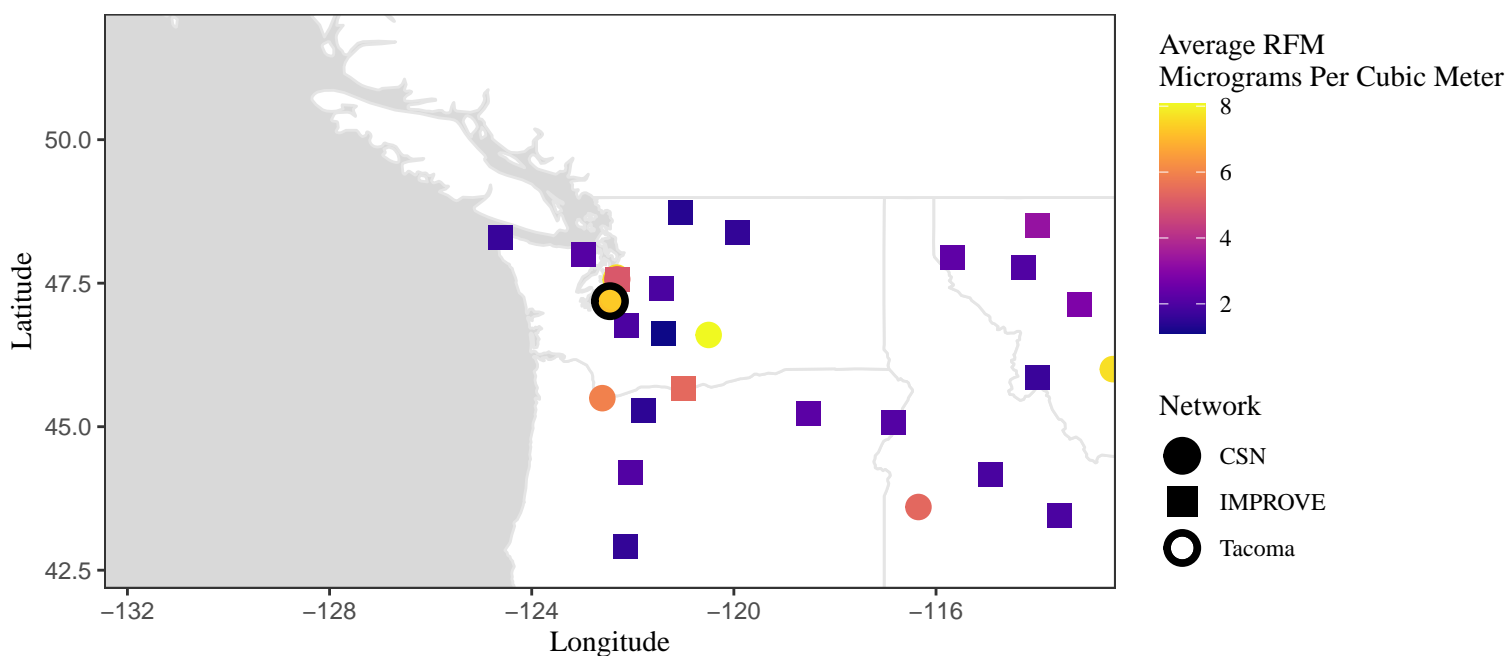 Average RFM
Micrograms Per Cubic Meter
8
6
4
2
Network
CSN
IMPROVE
Tacoma
Latitude
50.0
47.5
45.0
42.5
−132
−128
−124
−120
−116
Longitude